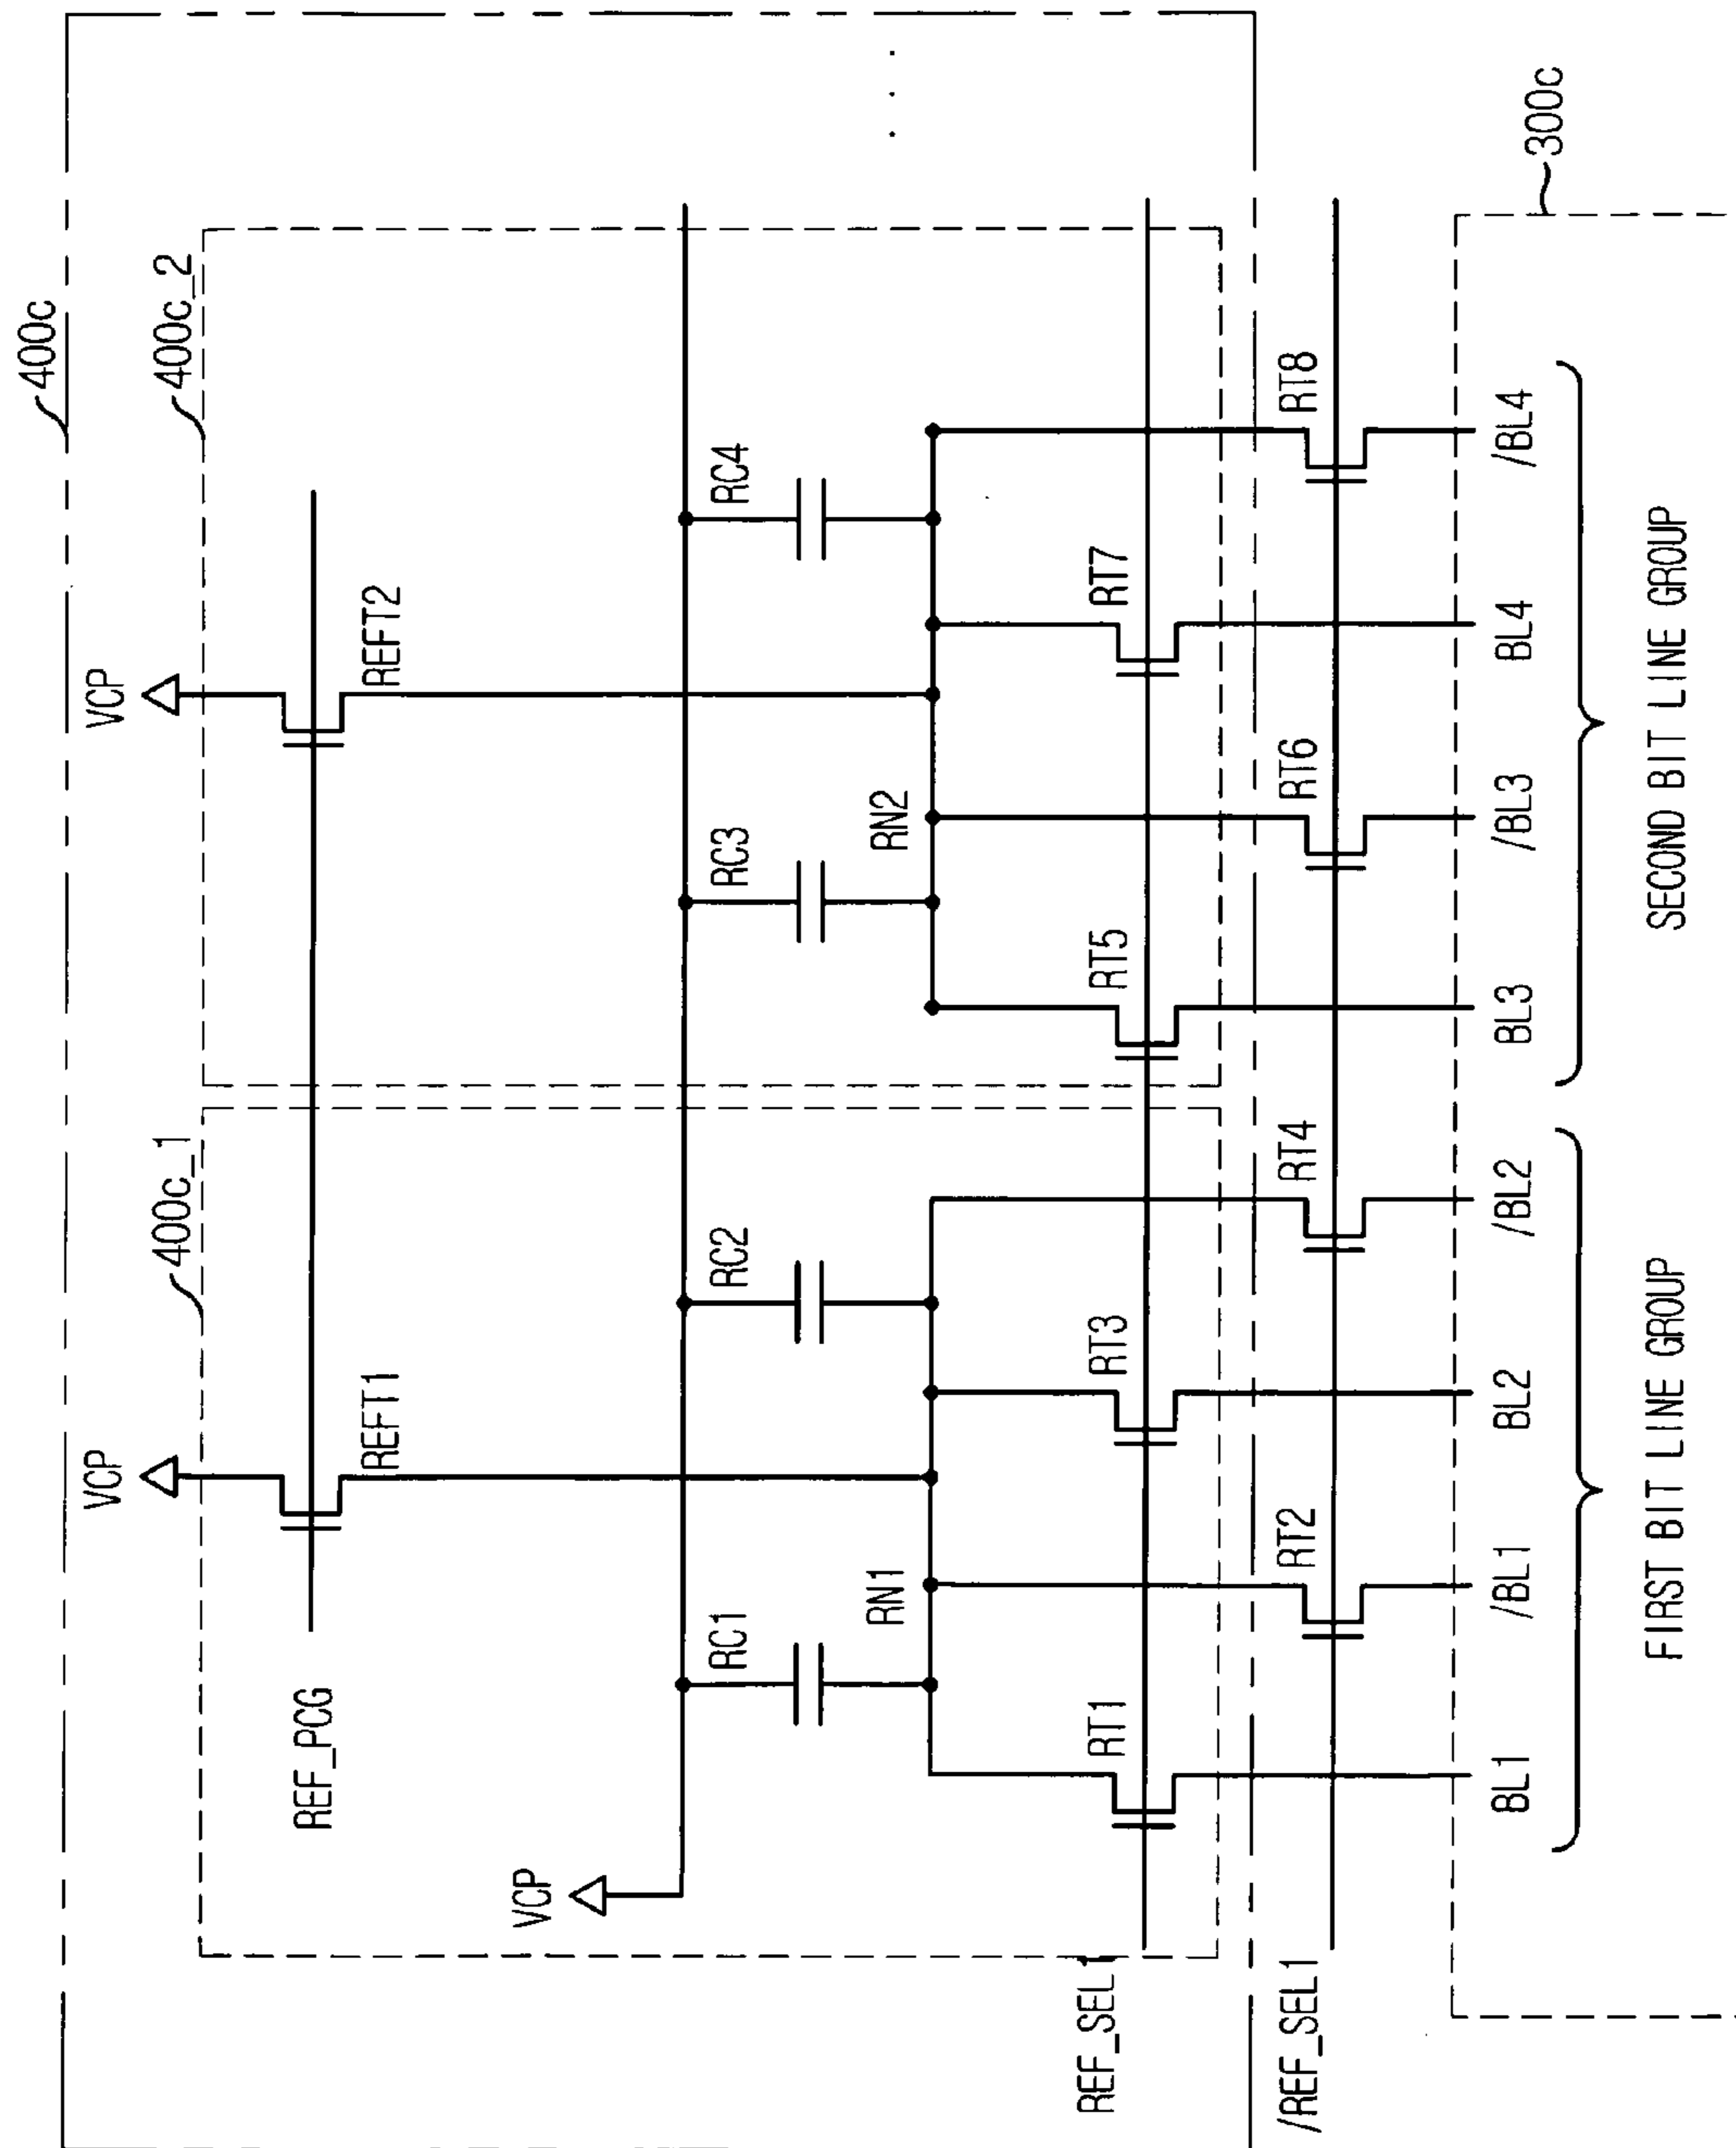 400c
400c_1
400c_2
VCP
VCP
REF_PCG
REFT1
REFT2
VCP
RC1
RC2
RC3
RC4
RN1
RN2
RT1
RT3
RT5
RT7
REF_SEL1
RT2
RT4
RT6
RT8
/REF_SEL1
300c
BL1
/BL1
BL2
/BL2
BL3
/BL3
BL4
/BL4
FIRST BIT LINE GROUP
SECOND BIT LINE GROUP